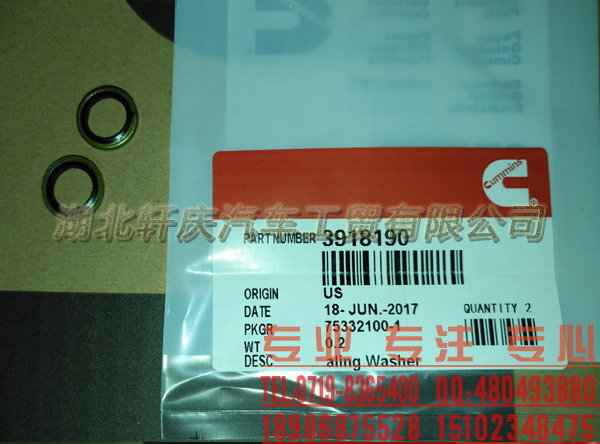 Cummins
湖北轩庆汽车工贸有限公司
PART NUMBER 3918190
ORIGIN US
DATE 18- JUN.-2017 QUANTITY 2
PKGR 75332100-1
WT 0.2
DESC aling Washer
专业 专注 专心
TEL:0719-8365400 QQ:480493880
18986875528 15102348475